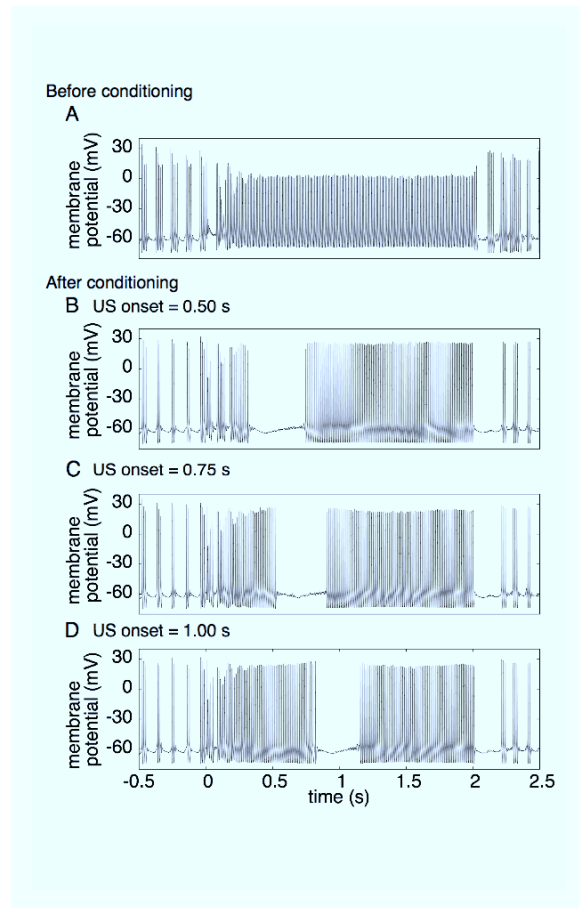 Before conditioning
A
membrane
potential (mV)
30
0
-30
-60
After conditioning
B US onset = 0.50 s
membrane
potential (mV)
30
0
-30
-60
C US onset = 0.75 s
membrane
potential (mV)
30
0
-30
-60
D US onset = 1.00 s
membrane
potential (mV)
30
0
-30
-60
-0.5 0 0.5 1 1.5 2 2.5
time (s)